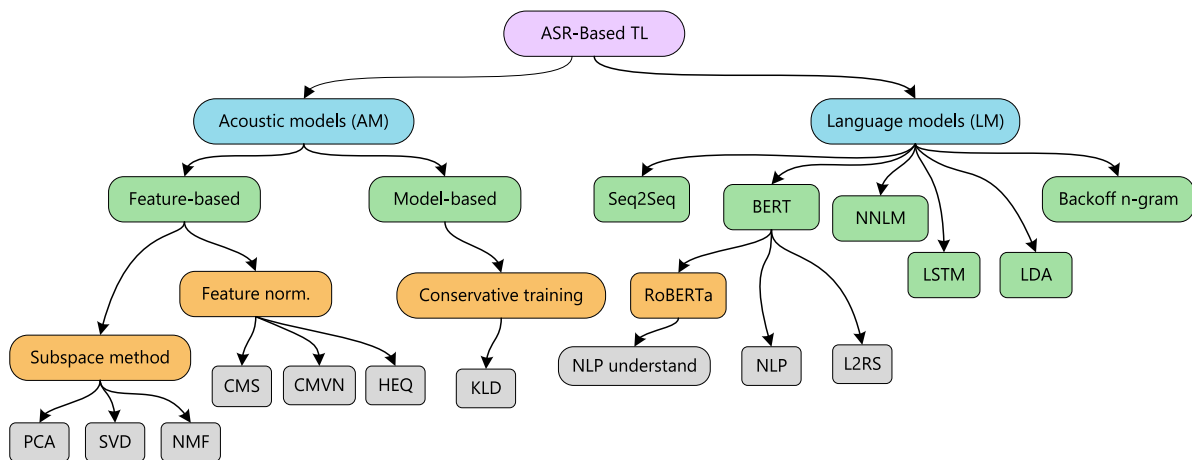 ASR-Based TL
Acoustic models (AM)
Language models (LM)
Feature-based
Model-based
Seq2Seq
BERT
NNLM
Backoff n-gram
LSTM
LDA
Feature norm.
Conservative training
RoBERTa
Subspace method
CMS
CMVN
HEQ
KLD
NLP understand
NLP
L2RS
PCA
SVD
NMF